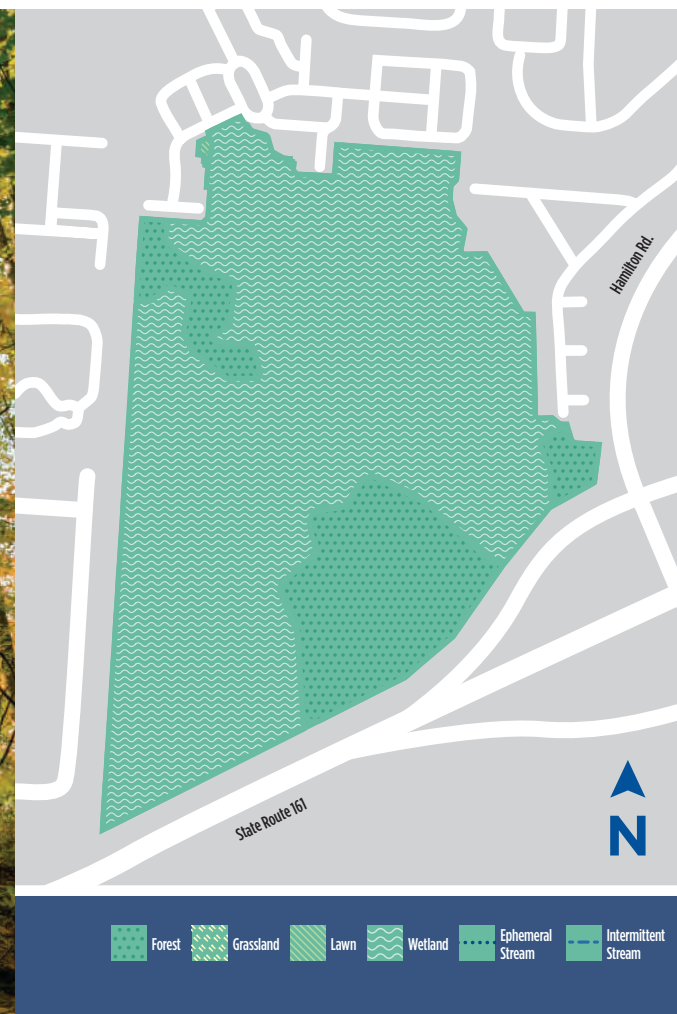 Hamilton Rd.
State Route 161
N
Forest
Grassland
Lawn
Wetland
Ephemeral
Stream
Intermittent
Stream